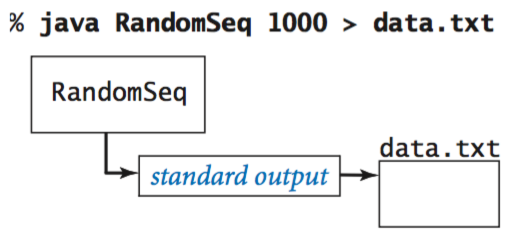 % java RandomSeq 1000 > data.txt
RandomSeq
data.txt
standard output